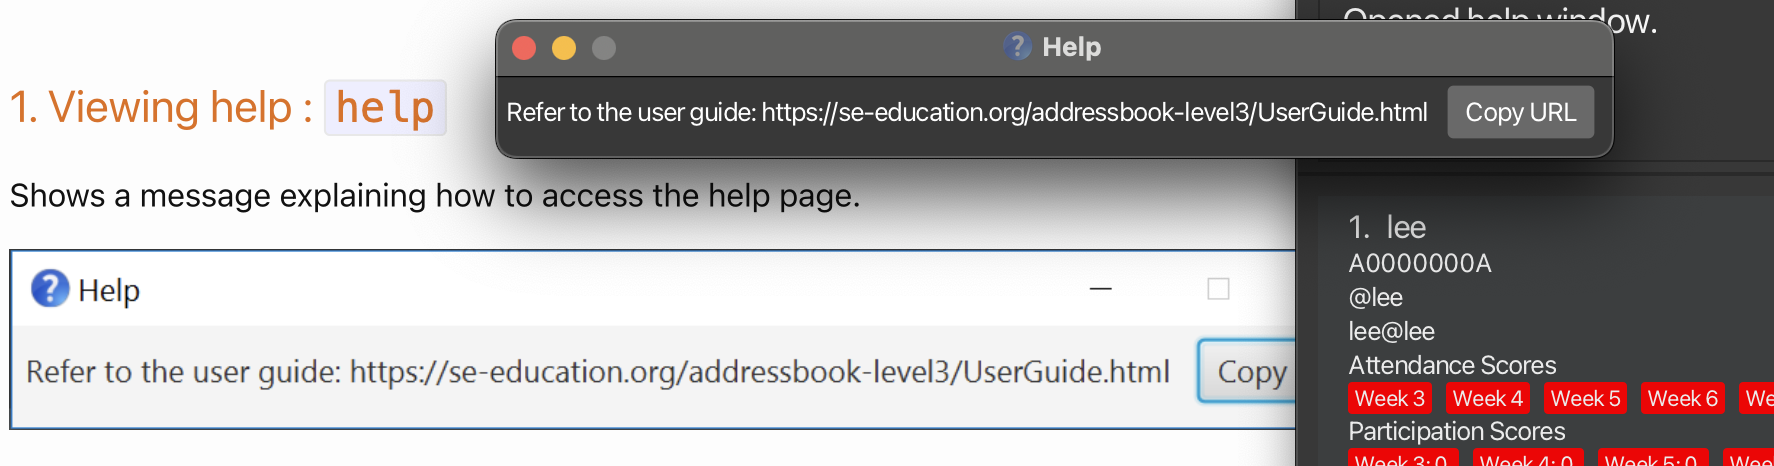 Opened help window.
Help
Refer to the user guide: https://se-education.org/addressbook-level3/UserGuide.html
Copy URL
1. Viewing help : help
Shows a message explaining how to access the help page.
Help
Refer to the user guide: https://se-education.org/addressbook-level3/UserGuide.html
Copy
1. lee
A0000000A
@lee
lee@lee
Attendance Scores
Week 3 Week 4 Week 5 Week 6 We
Participation Scores
Week 3: 0 Week 4: 0 Week 5: 0 Wee